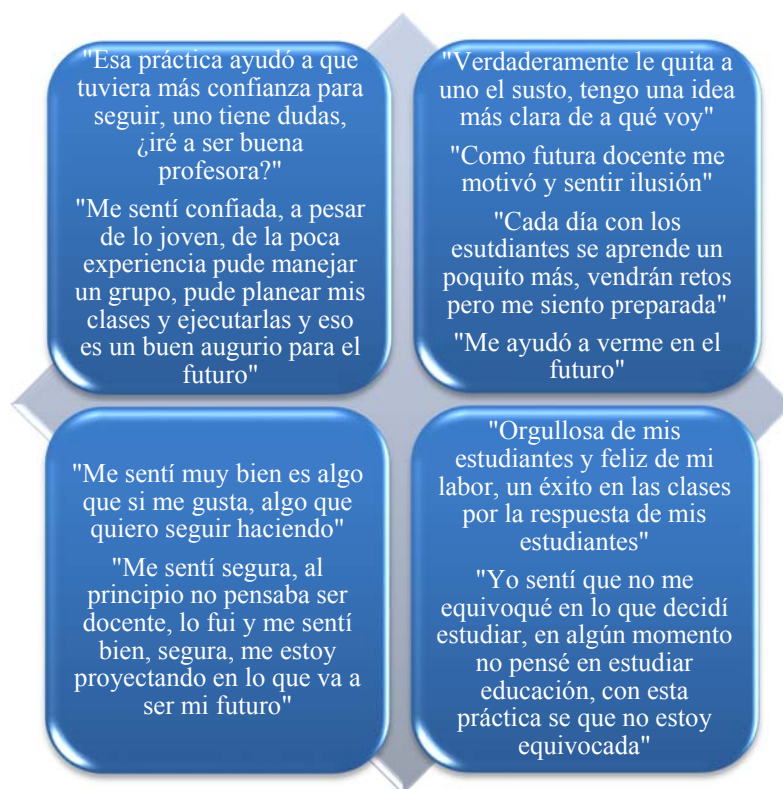 "Esa práctica ayudó a que
tuviera más confianza para
seguir, uno tiene dudas,
¿iré a ser buena
profesora?"
"Me sentí confiada, a pesar
de lo joven, de la poca
experiencia pude manejar
un grupo, pude planear mis
clases y ejecutarlas y eso
es un buen augurio para el
futuro"
"Verdaderamente le quita a
uno el susto, tengo una idea
más clara de a qué voy"
"Como futura docente me
motivó y sentir ilusión"
"Cada día con los
esutdiantes se aprende un
poquito más, vendrán retos
pero me siento preparada"
"Me ayudó a verme en el
futuro"
"Me sentí muy bien es algo
que si me gusta, algo que
quiero seguir haciendo"
"Me sentí segura, al
principio no pensaba ser
docente, lo fui y me sentí
bien, segura, me estoy
proyectando en lo que va a
ser mi futuro"
"Orgullosa de mis
estudiantes y feliz de mi
labor, un éxito en las clases
por la respuesta de mis
estudiantes"
"Yo sentí que no me
equivoqué en lo que decidí
estudiar, en algún momento
no pensé en estudiar
educación, con esta
práctica se que no estoy
equivocada"